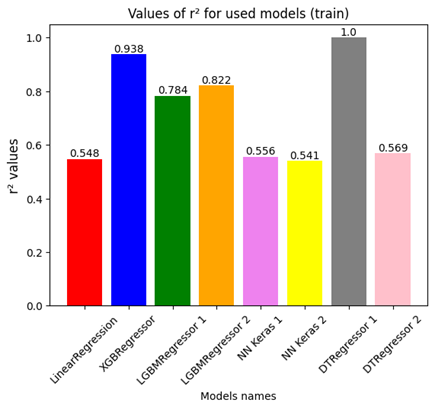 Values of r² for used models (train)
r² values
1.0
0.8
0.6
0.4
0.2
0.0
0.548
0.938
0.784
0.822
0.556
0.541
1.0
0.569
LinearRegression
XGBRegressor
LGBMRegressor 1
LGBMRegressor 2
NN Keras 1
NN Keras 2
DTRegressor 1
DTRegressor 2
Models names